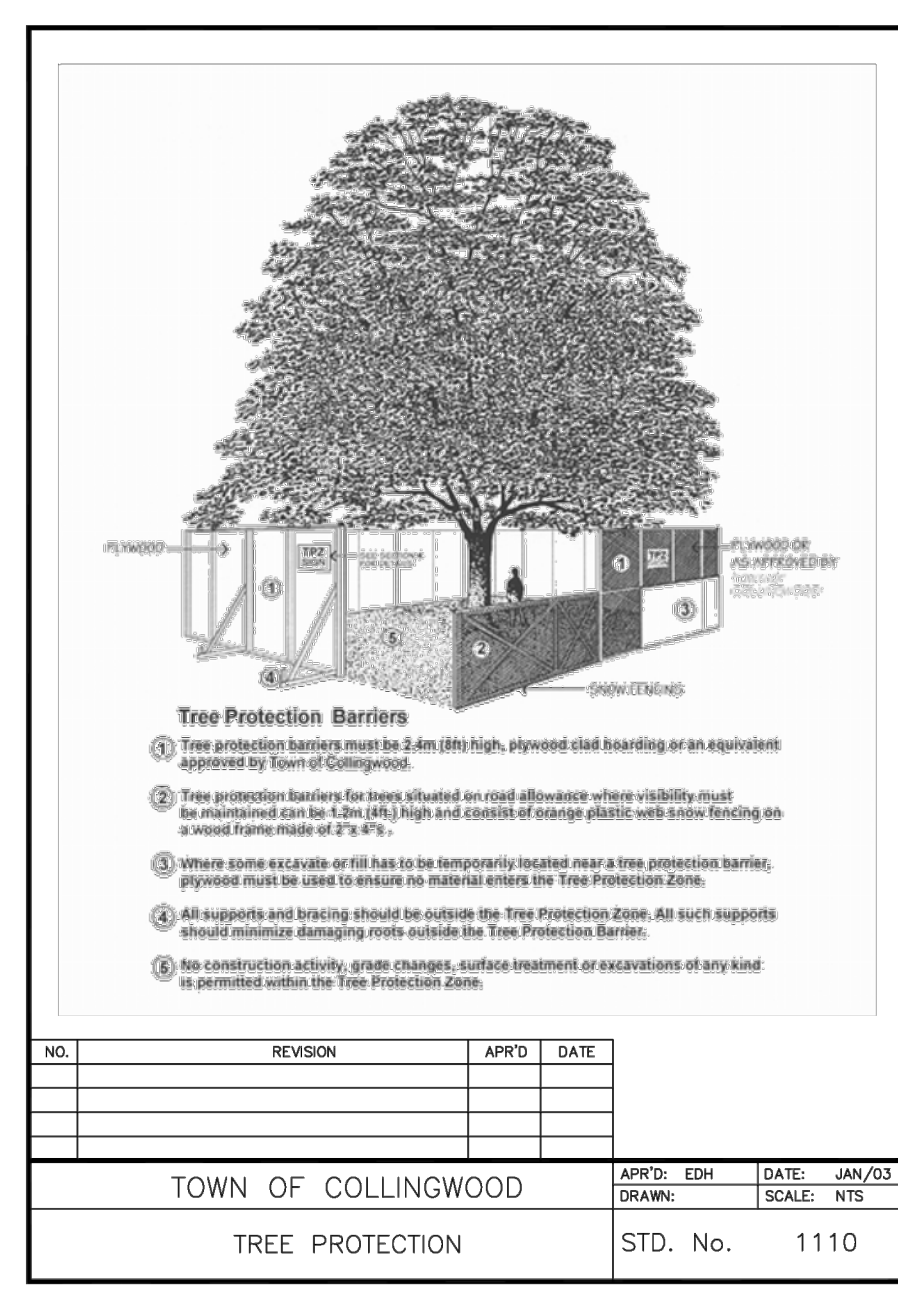 PLYWOOD
TPZ
SIGN
SEE SECTION
FOR DETAILS
1
1
TPZ
PLYWOOD OR
AS APPROVED BY
3
5
2
4
SNOW FENCING
Tree Protection Barriers
1 Tree protection barriers must be 2.4m (8ft) high, plywood clad hoarding or an equivalent
approved by Town of Collingwood.
2 Tree protection barriers for trees situated on road allowance where visibility must
be maintained can be 1.2m (4ft.) high and consist of orange plastic web snow fencing on
a wood frame made of 2"x 4"s .
3 Where some excavate or fill has to be temporarily located near a tree protection barrier,
plywood must be used to ensure no material enters the Tree Protection Zone.
4 All supports and bracing should be outside the Tree Protection Zone. All such supports
should minimize damaging roots outside the Tree Protection Barrier.
5 No construction activity, grade changes, surface treatment or excavations of any kind
is permitted within the Tree Protection Zone.
NO. REVISION APR'D DATE
TOWN OF COLLINGWOOD
APR'D: EDH DATE: JAN/03
DRAWN: SCALE: NTS
TREE PROTECTION
STD. No. 1110